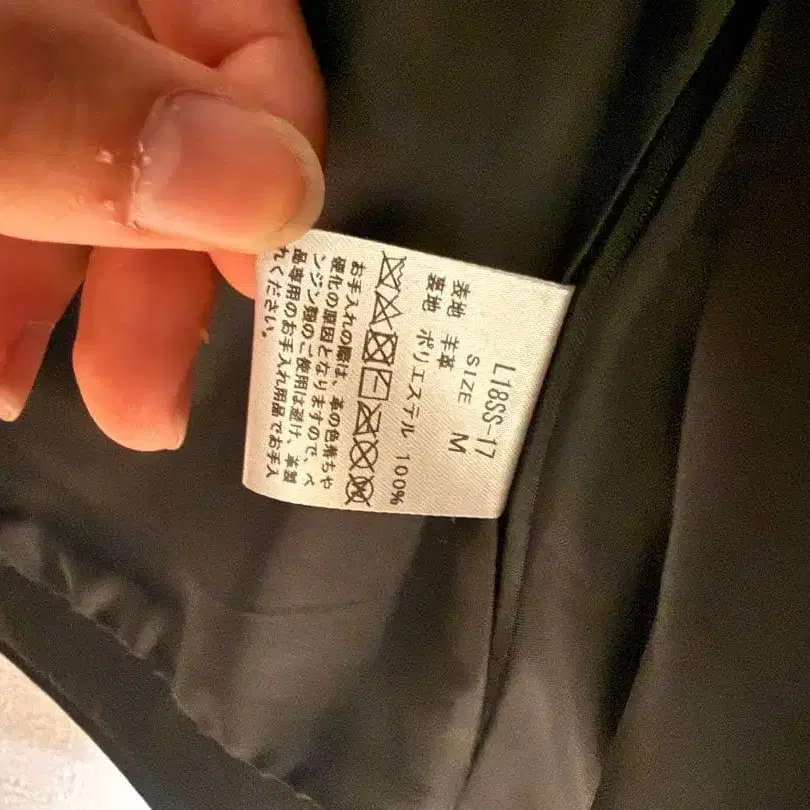 L18SS-17
SIZE M
表地 羊革
裏地 ポリエステル 100%
お手入れの際は、革の色落ちや
硬化の原因となりますので、ベ
ンジン類のご使用は避け、革製
品専用のお手入れ用品でお手入
れください。